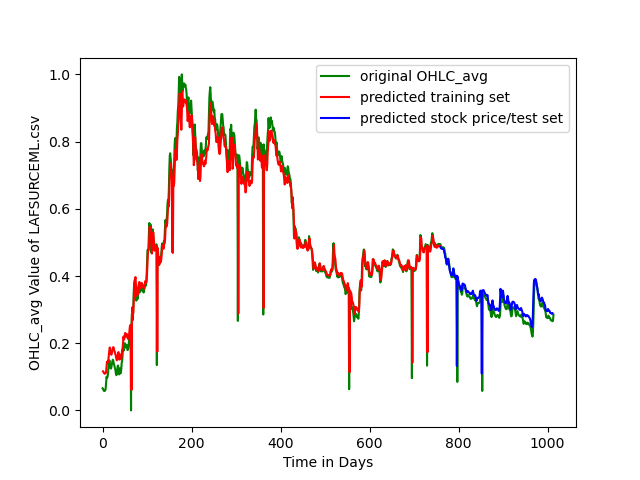 original OHLC_avg
predicted training set
predicted stock price/test set
OHLC_avg Value of LAFSURCEML.csv
1.0
0.8
0.6
0.4
0.2
0.0
0 200 400 600 800 1000
Time in Days